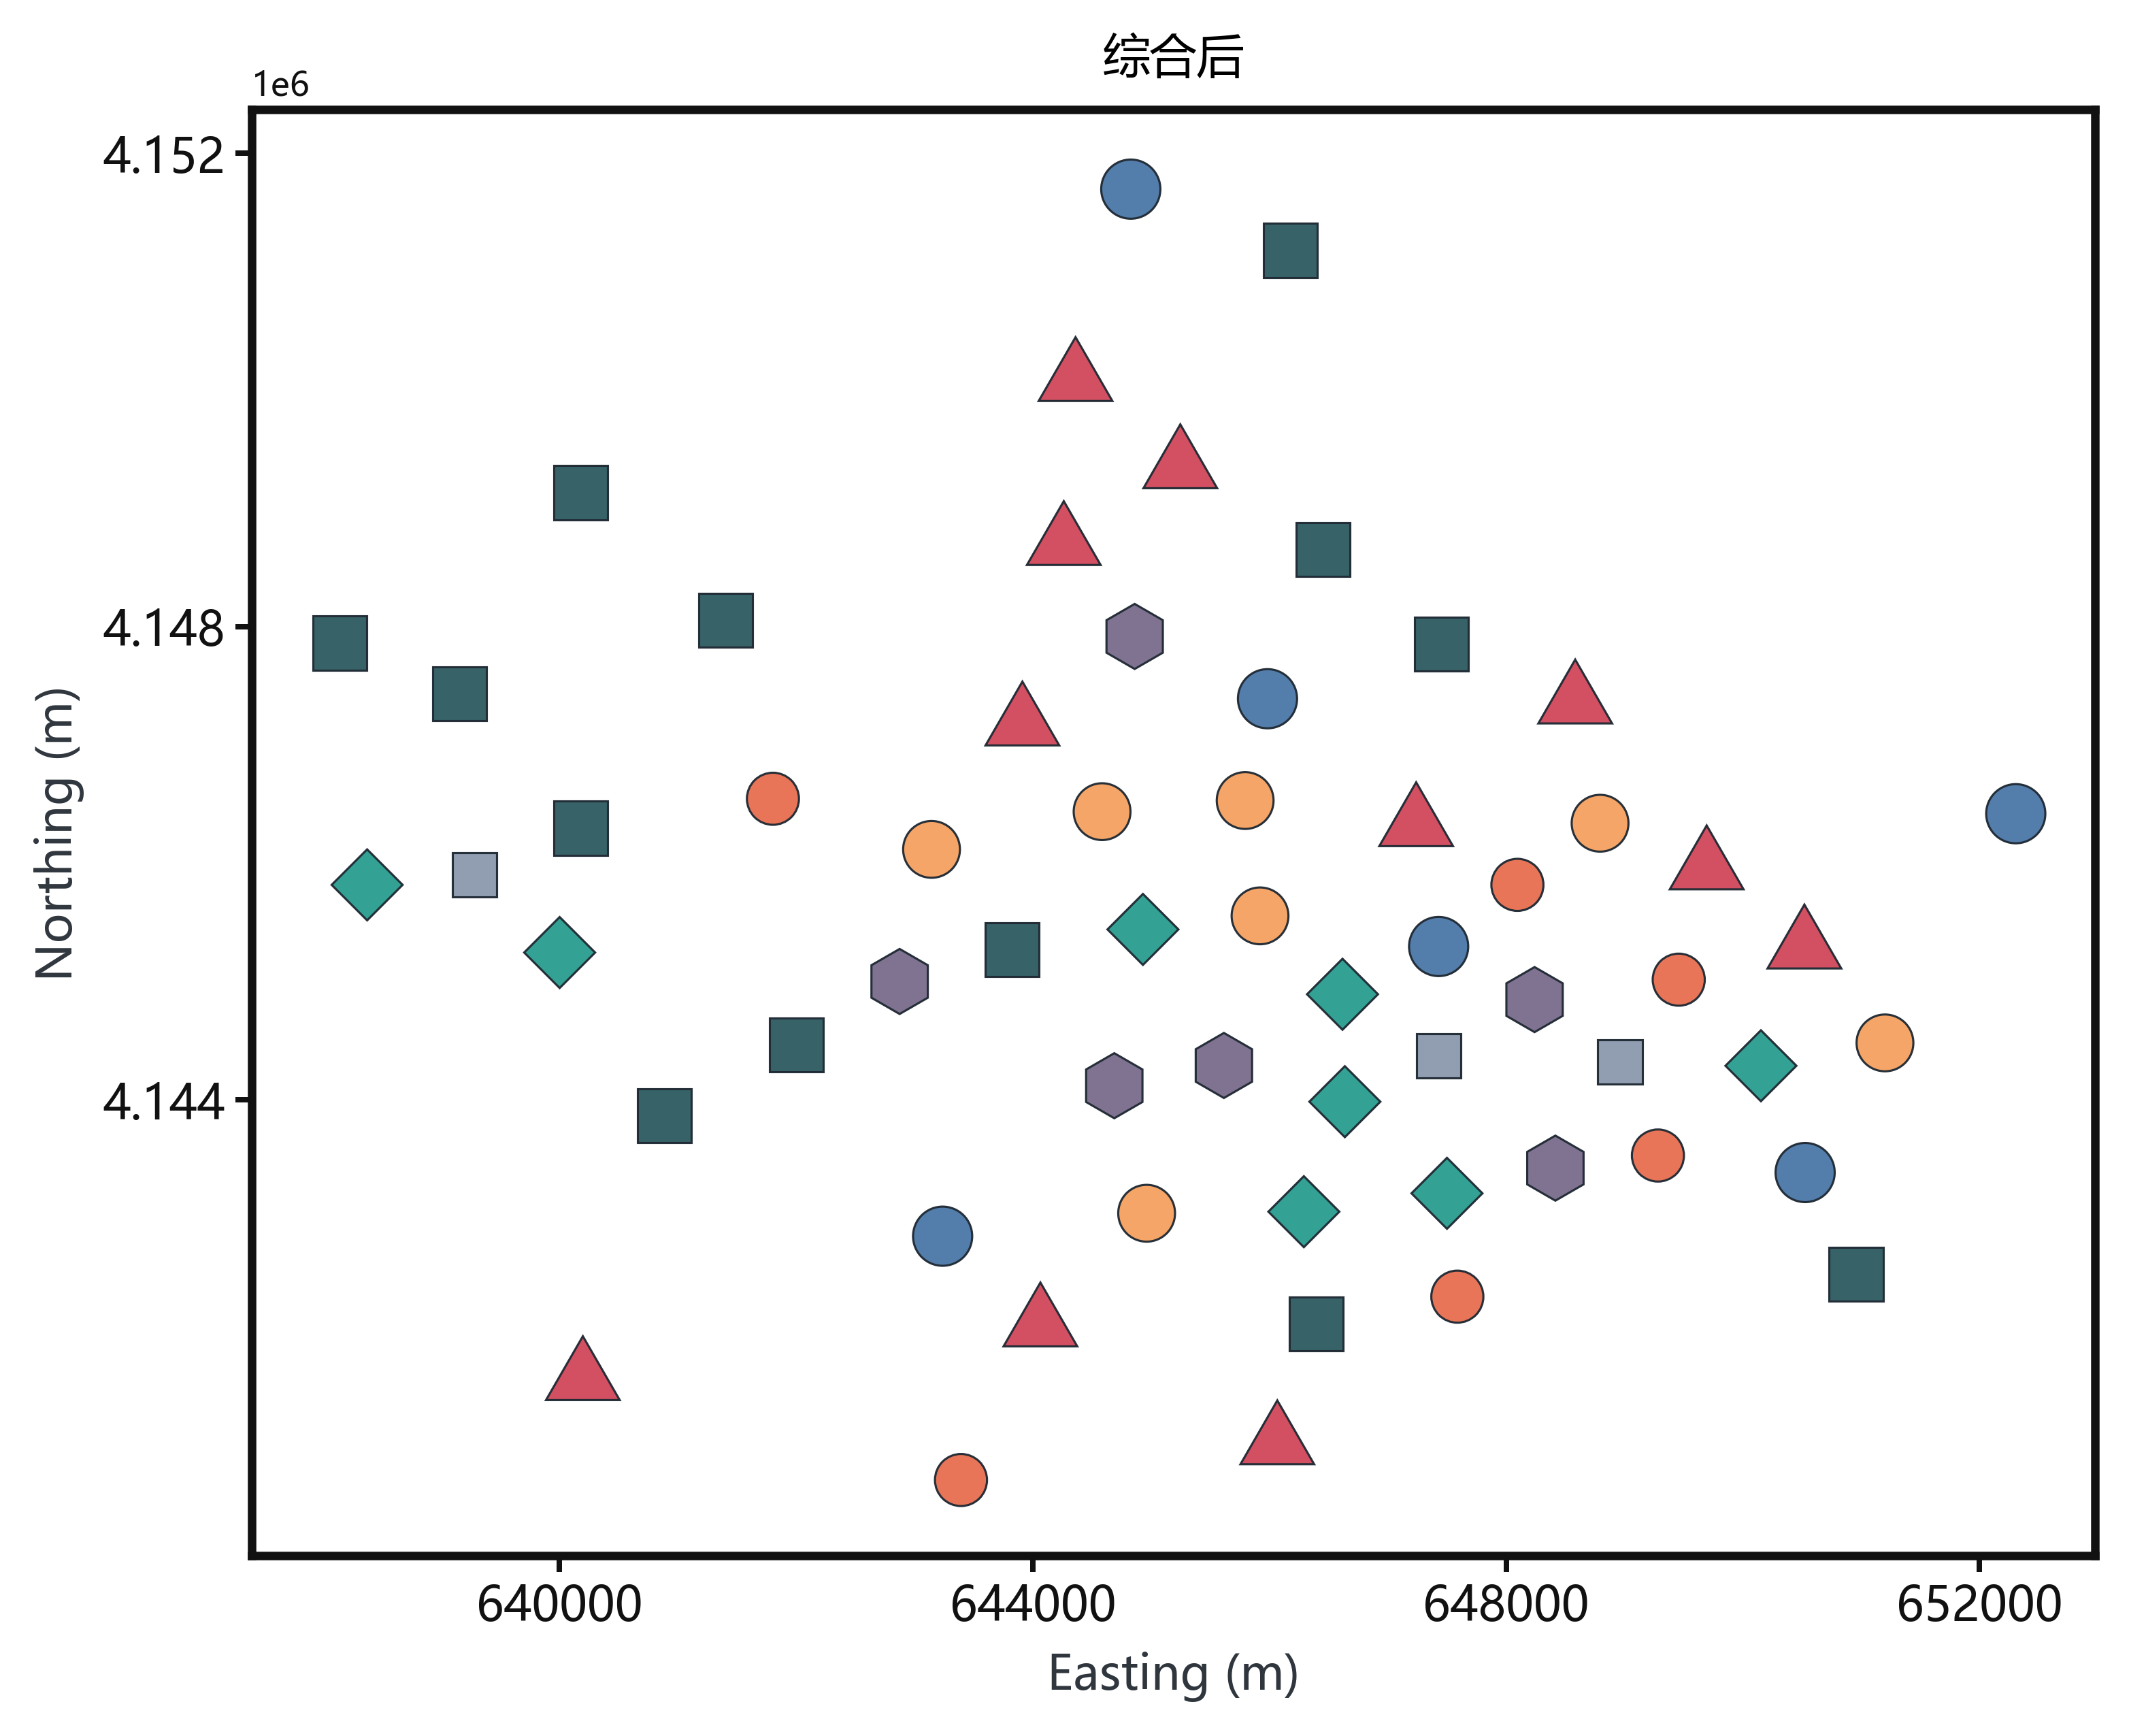 综合后
1e6
4.152
4.148
4.144
Northing (m)
640000 644000 648000 652000
Easting (m)